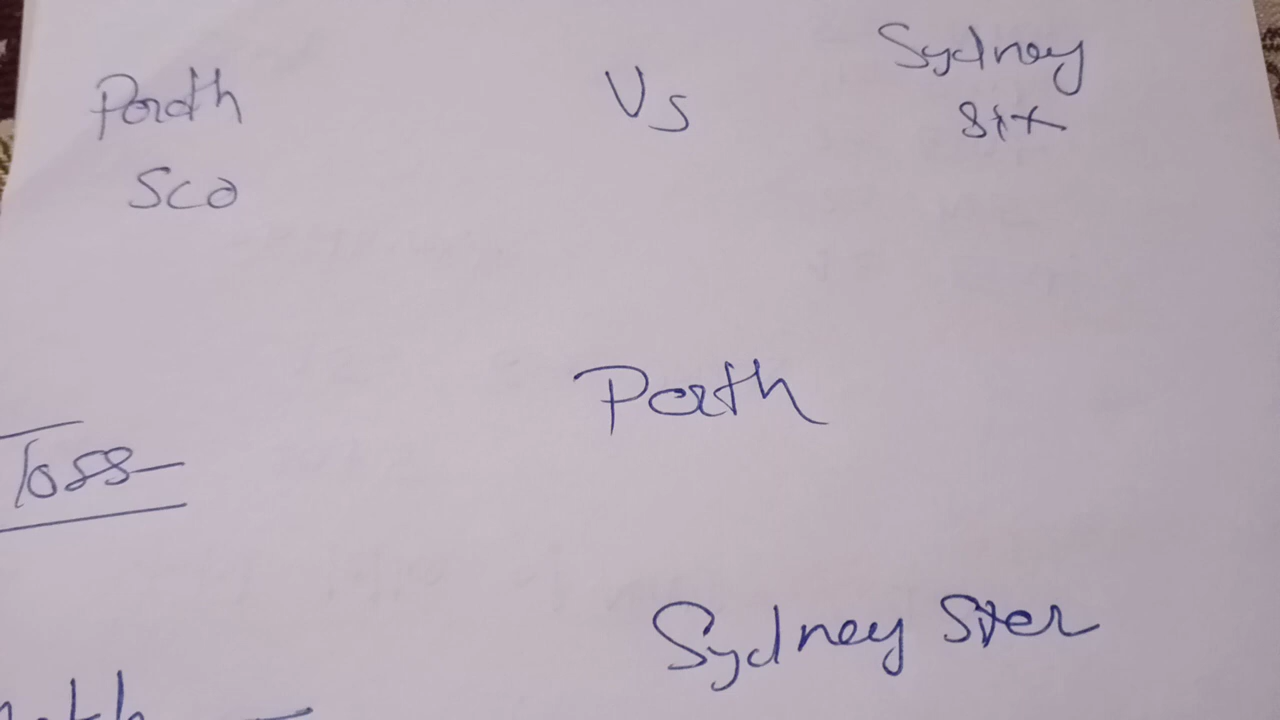 Perth Vs Sydney
Sco Six
Perth
Toss-
Sydney Sixer